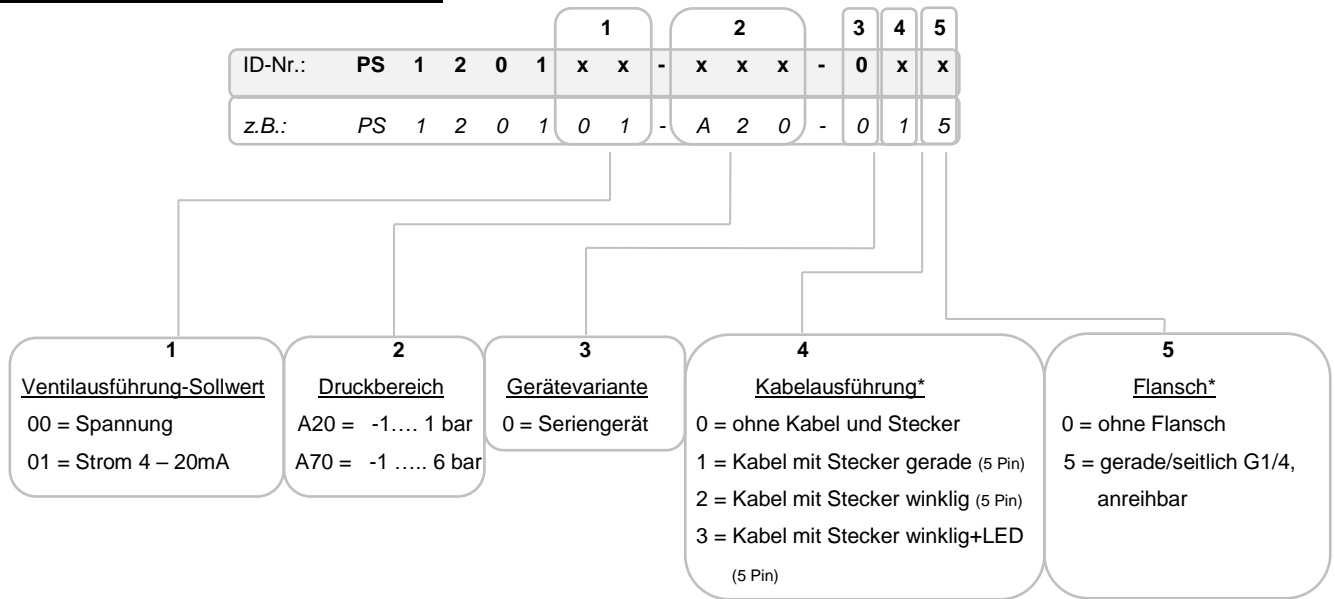 1 2 3 4 5
ID-Nr.: PS 1 2 0 1 x x - x x x - 0 x x
z.B.: PS 1 2 0 1 0 1 - A 2 0 - 0 1 5
1
Ventilausführung-Sollwert
00 = Spannung
01 = Strom 4 – 20mA
2
Druckbereich
A20 = -1…. 1 bar
A70 = -1 ….. 6 bar
3
Gerätevariante
0 = Seriengerät
4
Kabelausführung*
0 = ohne Kabel und Stecker
1 = Kabel mit Stecker gerade (5 Pin)
2 = Kabel mit Stecker winklig (5 Pin)
3 = Kabel mit Stecker winklig+LED
(5 Pin)
5
Flansch*
0 = ohne Flansch
5 = gerade/seitlich G1/4,
anreihbar